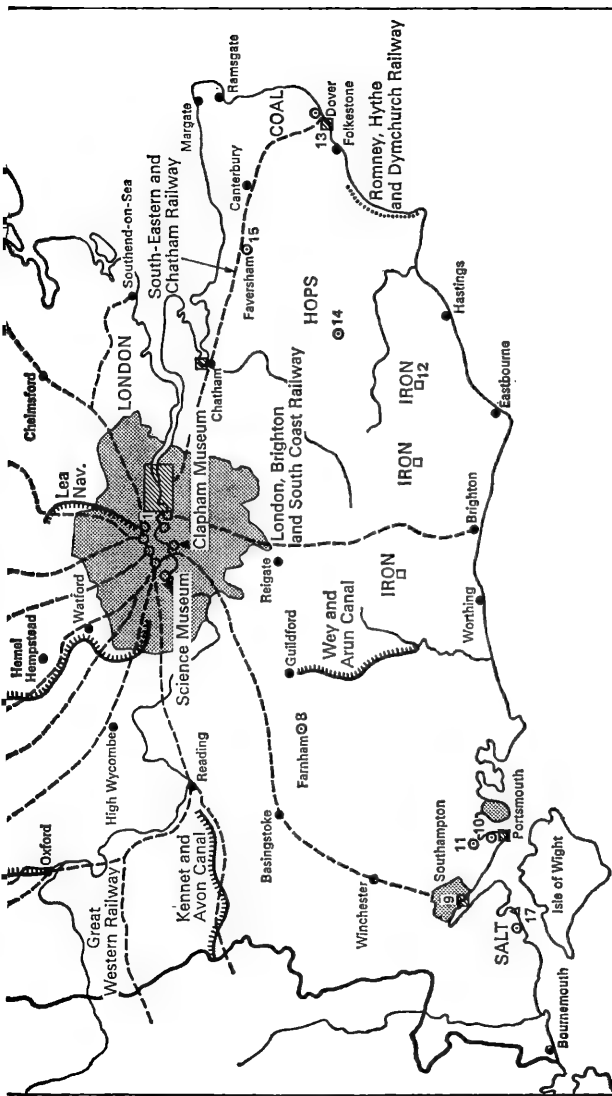 Chelmsford
Lea
Nav.
Hemel
Hempstead
Watford
Oxford
High Wycombe
Great
Western Railway
Reading
Kennet and
Avon Canal
Science Museum
Clapham Museum
LONDON
1
Southend-on-Sea
South-Eastern and
Chatham Railway
Margate
Ramsgate
Chatham
Faversham
15
Canterbury
COAL
13
Dover
Folkestone
Romney, Hythe
and Dymchurch Railway
HOPS
14
London, Brighton
and South Coast Railway
Reigate
Guildford
Wey and
Arun Canal
Farnham
8
Basingstoke
Winchester
IRON
IRON
IRON
12
Hastings
Eastbourne
Brighton
Worthing
Southampton
9
11
10
Portsmouth
SALT
17
Isle of Wight
Bournemouth